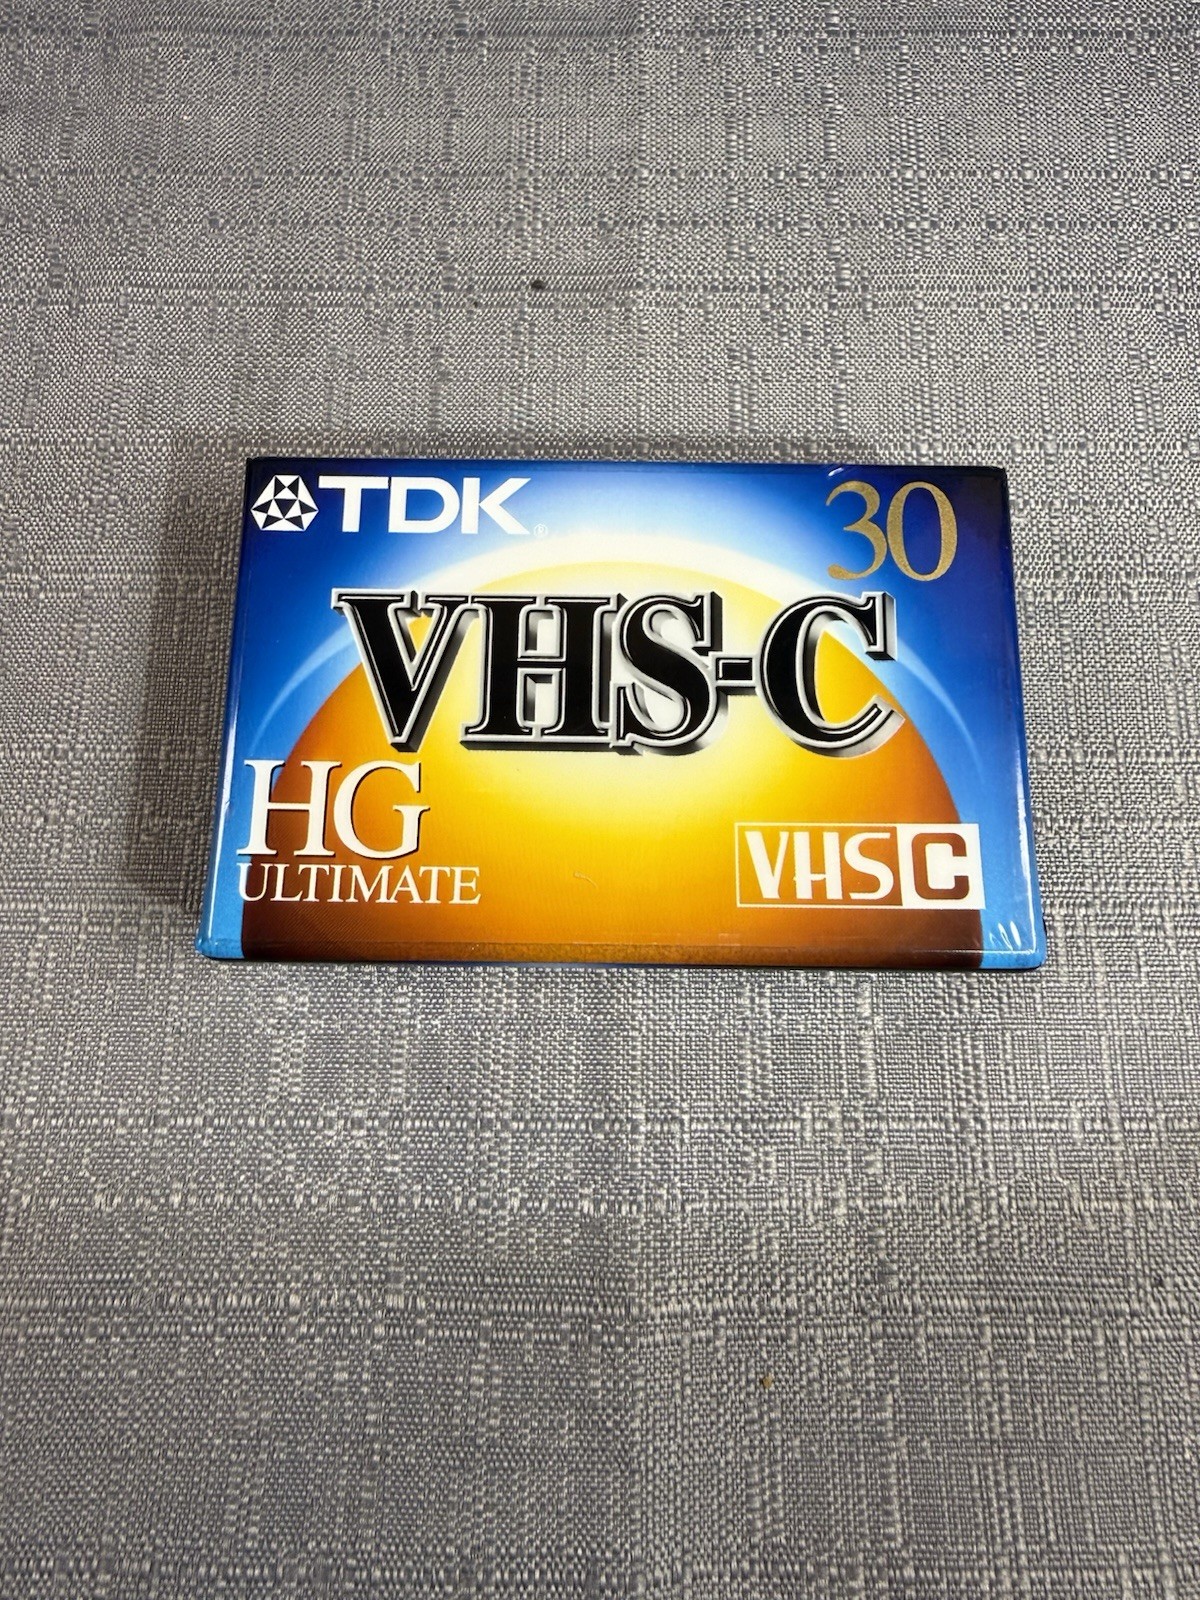 TDK®
30
VHS-C
HG
ULTIMATE
VHS C